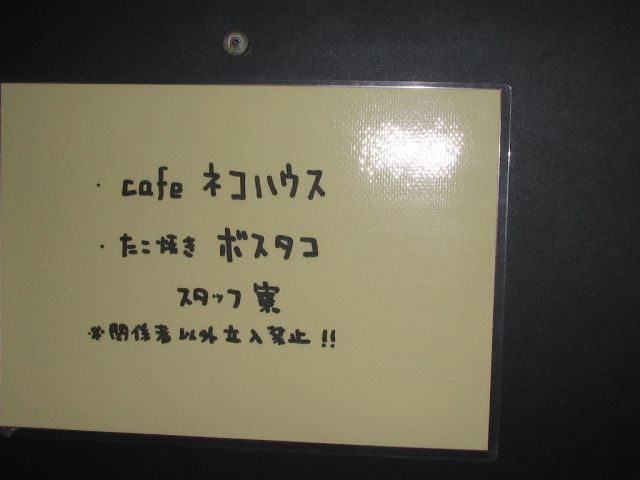 ・cafe ネコハウス
・たこ焼き ボスタコ
スタッフ寮
※関係者以外立入禁止!!